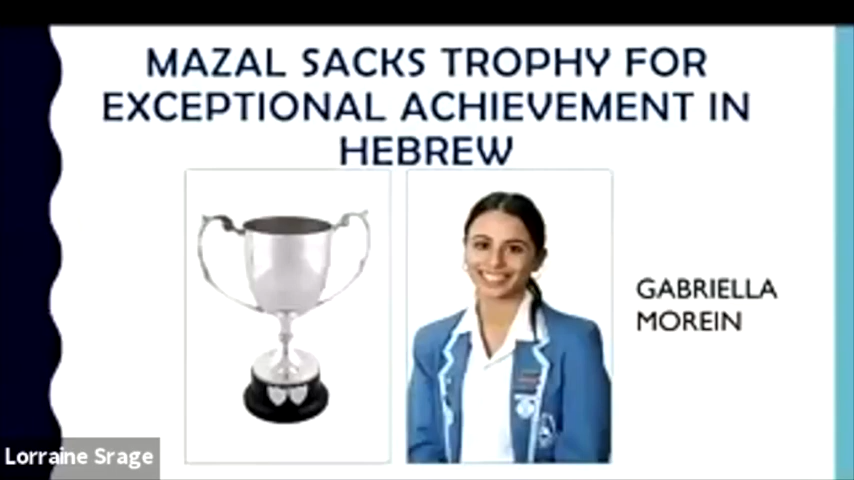 MAZAL SACKS TROPHY FOR
EXCEPTIONAL ACHIEVEMENT IN
HEBREW
GABRIELLA
MOREIN
Lorraine Srage